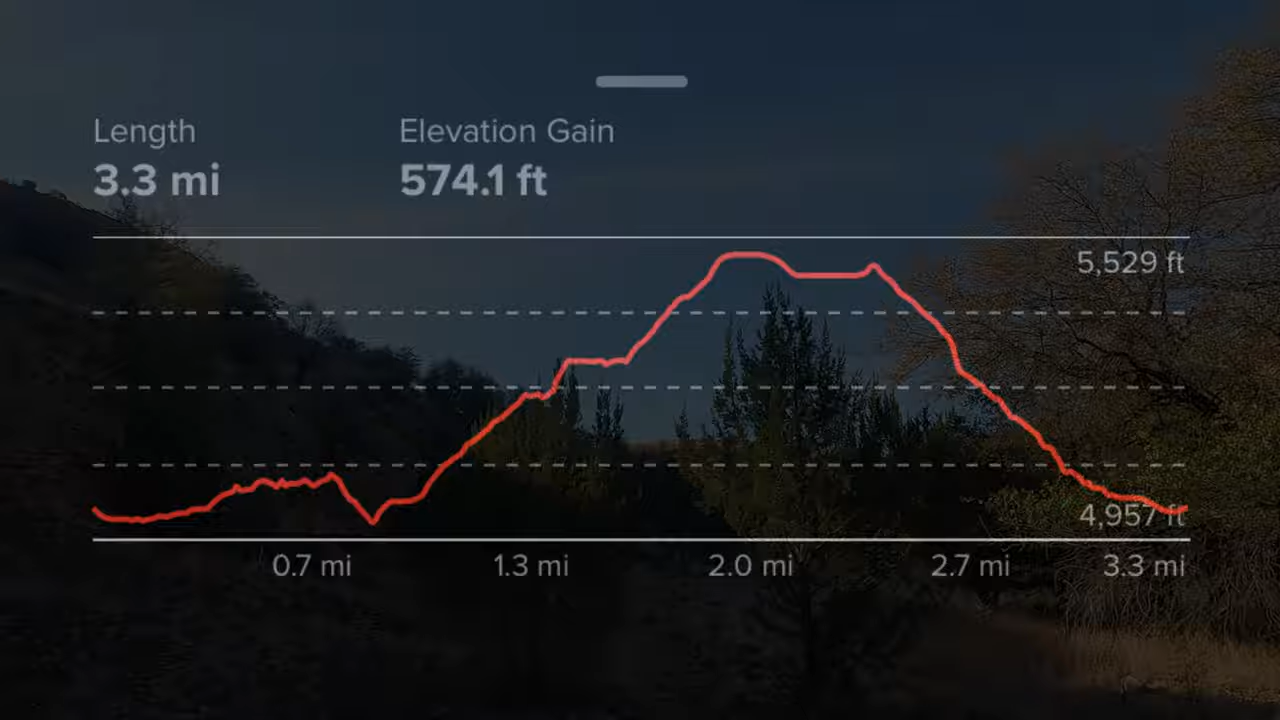 Length Elevation Gain
3.3 mi 574.1 ft
5,529 ft
4,957 ft
0.7 mi 1.3 mi 2.0 mi 2.7 mi 3.3 mi